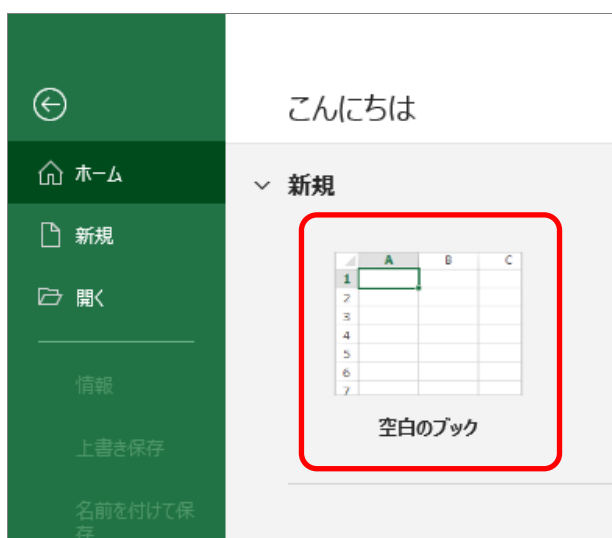 こんにちは
ホーム
新規
開く
情報
上書き保存
名前を付けて保
存
新規
A B C
1
2
3
4
5
6
7
空白のブック